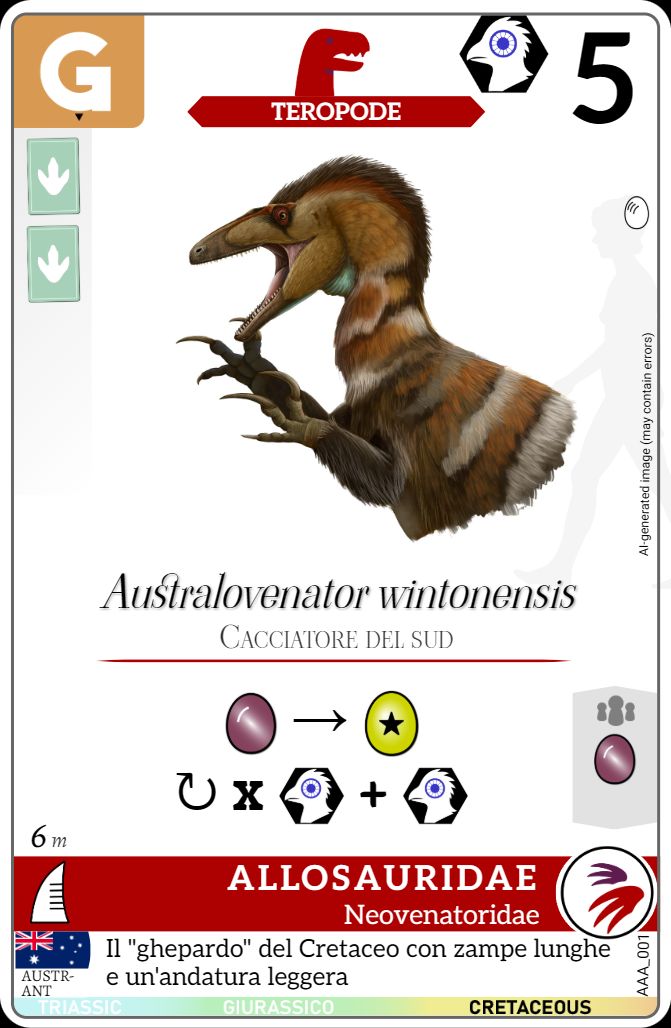 G
TEROPODE
5
AI-generated image (may contain errors)
Australovenator wintonensis
CACCIATORE DEL SUD
x
+
6 m
ALLOSAURIDAE
Neovenatoridae
Il "ghepardo" del Cretaceo con zampe lunghe
e un'andatura leggera
AUSTR-
ANT
AAA_001
TRIASSIC GIURASSICO CRETACEOUS